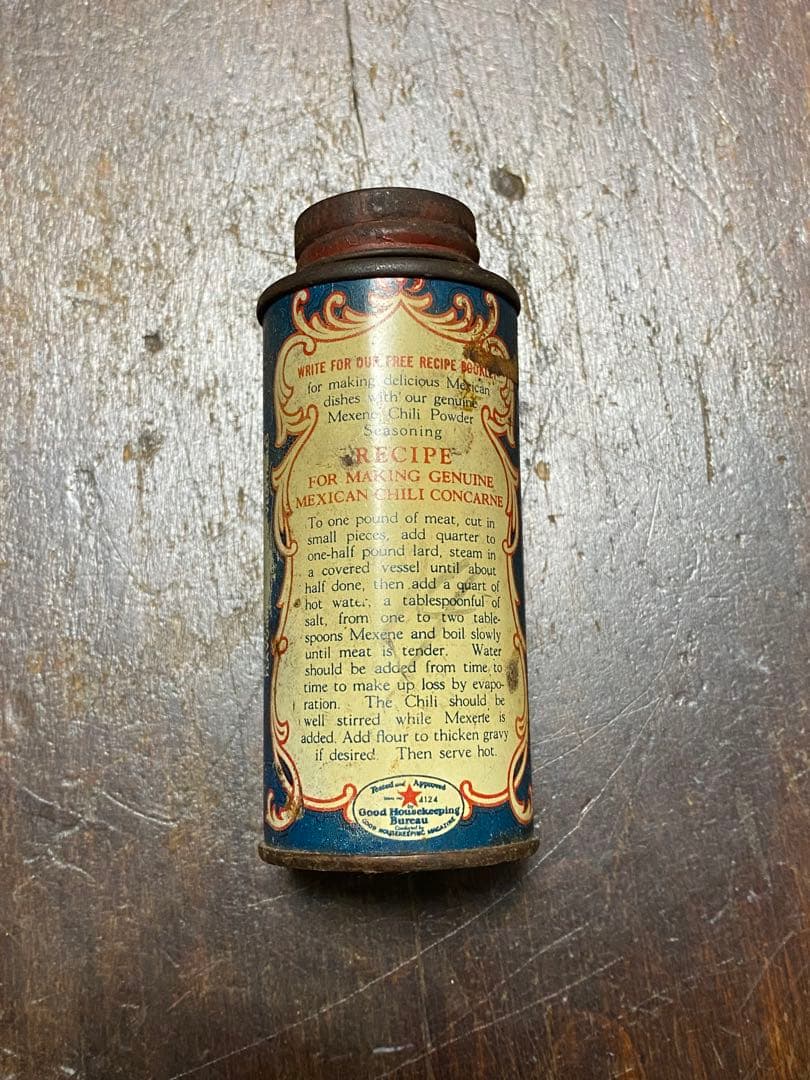 WRITE FOR OUR FREE RECIPE
for making delicious Mexican
dishes with our genuine
Mexene Chili Powder
Seasoning
RECIPE
FOR MAKING GENUINE
MEXICAN CHILI CONCARNE
To one pound of meat, cut in
small pieces, add quarter to
one-half pound lard, steam in
a covered vessel until about
half done, then add a quart of
hot water, a tablespoonful of
salt, from one to two table-
spoons Mexene and boil slowly
until meat is tender. Water
should be added from time to
time to make up loss by evapo-
ration. The Chili should be
well stirred while Mexene is
added. Add flour to thicken gravy
if desired. Then serve hot.
Tested and Approved
4124
Good Housekeeping
Bureau
Conducted by
GOOD HOUSEKEEPING MAGAZINE